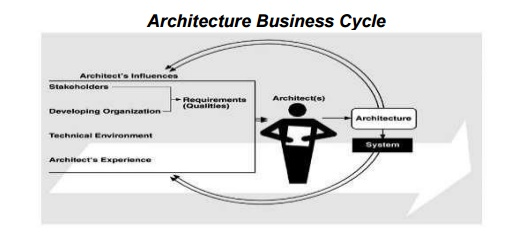 Architecture Business Cycle
Architect's Influences
Stakeholders
Requirements
(Qualities)
Developing Organization
Technical Environment
Architect's Experience
Architect(s)
Architecture
System